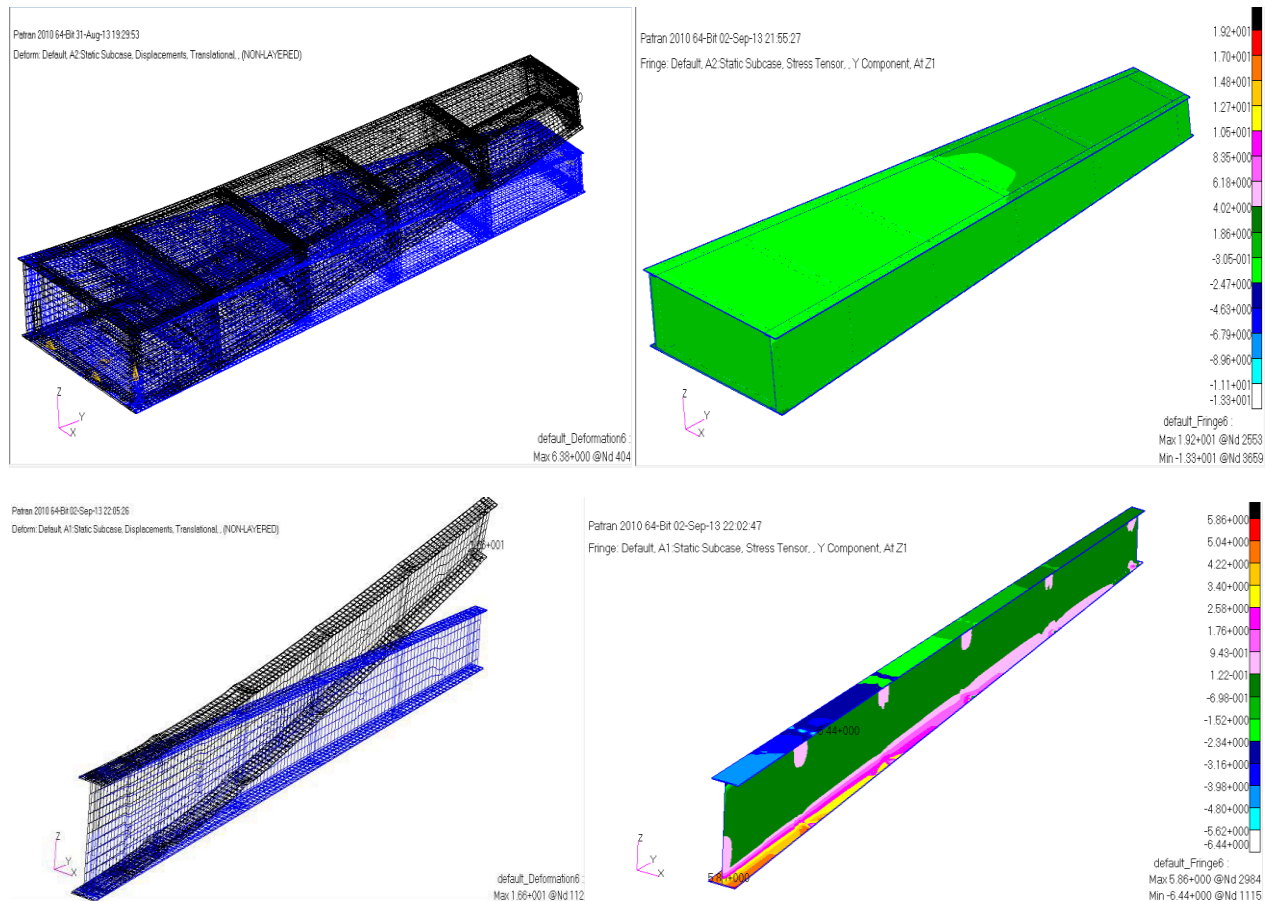 Patran 2010 64-Bit 31-Aug-13 19:29:53
Deform: Default, A2:Static Subcase, Displacements, Translational, , (NON-LAYERED)
Z
Y
X
default_Deformation6 :
Max 6.38+000 @Nd 404
Patran 2010 64-Bit 02-Sep-13 21:55:27
Fringe: Default, A2:Static Subcase, Stress Tensor, , Y Component, At Z1
1.92+001
1.70+001
1.48+001
1.27+001
1.05+001
8.35+000
6.18+000
4.02+000
1.86+000
-3.05-001
-2.47+000
-4.63+000
-6.79+000
-8.96+000
-1.11+001
-1.33+001
Z
Y
X
default_Fringe6 :
Max 1.92+001 @Nd 2553
Min -1.33+001 @Nd 3659
Patran 2010 64-Bit 02-Sep-13 22:05:26
Deform: Default, A1:Static Subcase, Displacements, Translational, , (NON-LAYERED)
Z
Y
X
default_Deformation6 :
Max 1.66+001 @Nd 112
Patran 2010 64-Bit 02-Sep-13 22:02:47
Fringe: Default, A1:Static Subcase, Stress Tensor, , Y Component, At Z1
5.86+000
5.04+000
4.22+000
3.40+000
2.58+000
1.76+000
9.43-001
1.22-001
-6.98-001
-1.52+000
-2.34+000
-3.16+000
-3.98+000
-4.80+000
-5.62+000
-6.44+000
Z
Y
X
default_Fringe6 :
Max 5.86+000 @Nd 2984
Min -6.44+000 @Nd 1115